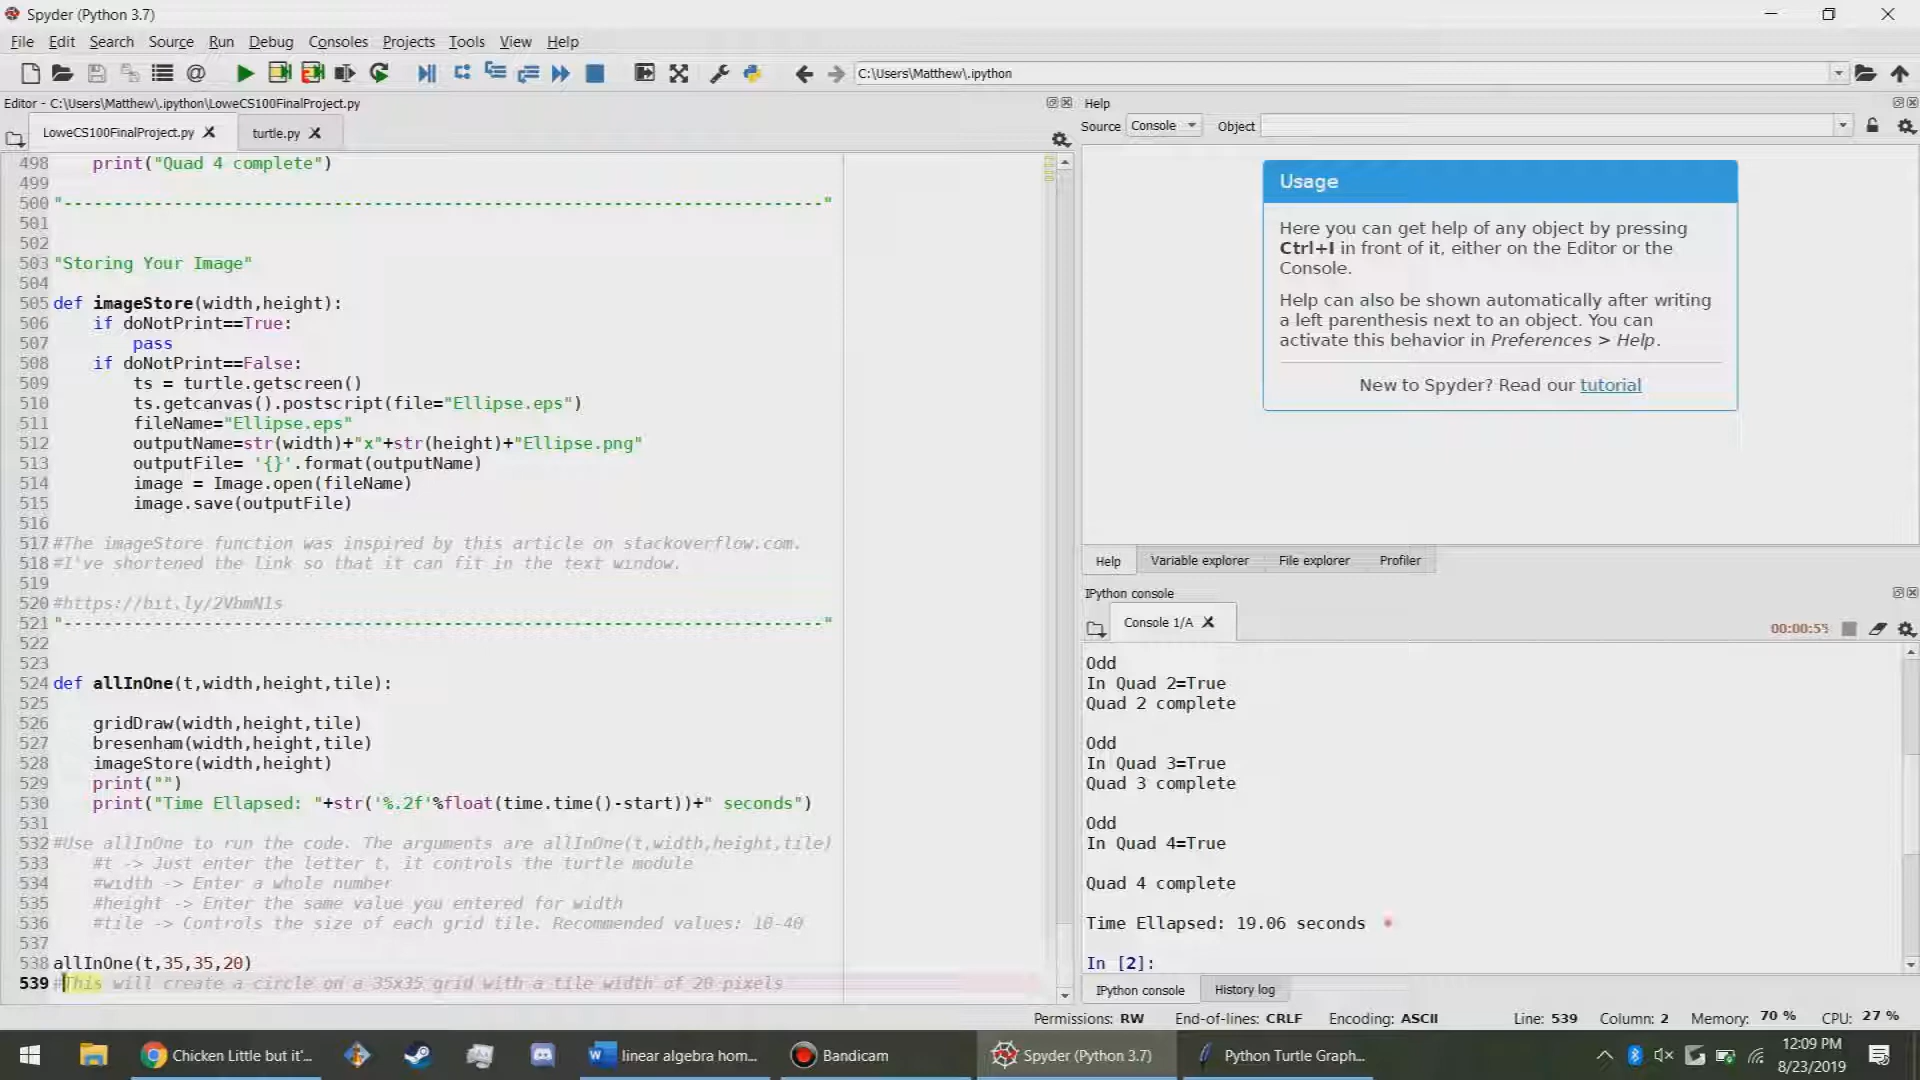 Spyder (Python 3.7)
File Edit Search Source Run Debug Consoles Projects Tools View Help
C:\Users\Matthew\.ipython
Editor - C:\Users\Matthew\.ipython\LoweCS100FinalProject.py
LoweCS100FinalProject.py
turtle.py
498 print("Quad 4 complete")
499
500 "----------------------------------------------------------------------------"
501
502
503 "Storing Your Image"
504
505 def imageStore(width,height):
506 if doNotPrint==True:
507 pass
508 if doNotPrint==False:
509 ts = turtle.getscreen()
510 ts.getcanvas().postscript(file="Ellipse.eps")
511 fileName="Ellipse.eps"
512 outputName=str(width)+"x"+str(height)+"Ellipse.png"
513 outputFile= '{}'.format(outputName)
514 image = Image.open(fileName)
515 image.save(outputFile)
516
517 #The imageStore function was inspired by this article on stackoverflow.com.
518 #I've shortened the link so that it can fit in the text window.
519
520 #https://bit.ly/2VbmN1s
521 "----------------------------------------------------------------------------"
522
523
524 def allInOne(t,width,height,tile):
525
526 gridDraw(width,height,tile)
527 bresenham(width,height,tile)
528 imageStore(width,height)
529 print("")
530 print("Time Ellapsed: "+str('%.2f'%float(time.time()-start))+" seconds")
531
532 #Use allInOne to run the code. The arguments are allInOne(t,width,height,tile)
533 #t -> Just enter the letter t, it controls the turtle module
534 #width -> Enter a whole number
535 #height -> Enter the same value you entered for width
536 #tile -> Controls the size of each grid tile. Recommended values: 10-40
537
538 allInOne(t,35,35,20)
539 #This will create a circle on a 35x35 grid with a tile width of 20 pixels
Help
Source Console Object
Usage
Here you can get help of any object by pressing
Ctrl+I in front of it, either on the Editor or the
Console.
Help can also be shown automatically after writing
a left parenthesis next to an object. You can
activate this behavior in Preferences > Help.
New to Spyder? Read our tutorial
Help Variable explorer File explorer Profiler
IPython console
Console 1/A
Odd
In Quad 2=True
Quad 2 complete
Odd
In Quad 3=True
Quad 3 complete
Odd
In Quad 4=True
Quad 4 complete
Time Ellapsed: 19.06 seconds
In [2]:
IPython console History log
Permissions: RW End-of-lines: CRLF Encoding: ASCII Line: 539 Column: 2 Memory: 70 % CPU: 27 %
Chicken Little but it'...
linear algebra hom...
Bandicam
Spyder (Python 3.7)
Python Turtle Graph...
12:09 PM
8/23/2019